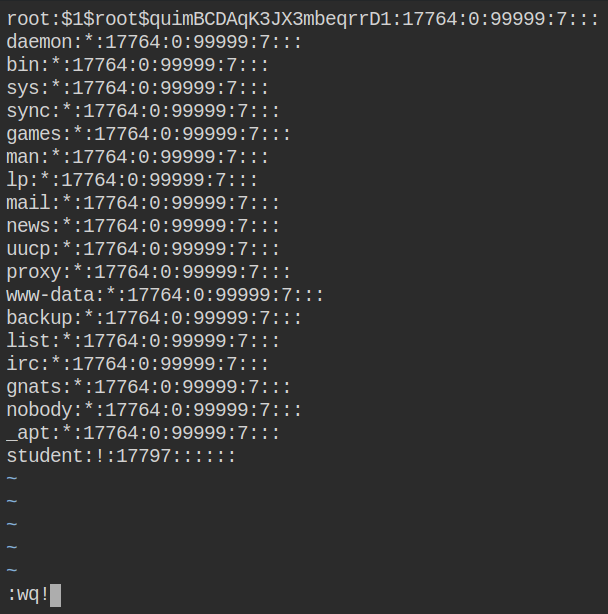 root:$1$root$quimBCDAqK3JX3mbeqrrD1:17764:0:99999:7:::
daemon:*:17764:0:99999:7:::
bin:*:17764:0:99999:7:::
sys:*:17764:0:99999:7:::
sync:*:17764:0:99999:7:::
games:*:17764:0:99999:7:::
man:*:17764:0:99999:7:::
lp:*:17764:0:99999:7:::
mail:*:17764:0:99999:7:::
news:*:17764:0:99999:7:::
uucp:*:17764:0:99999:7:::
proxy:*:17764:0:99999:7:::
www-data:*:17764:0:99999:7:::
backup:*:17764:0:99999:7:::
list:*:17764:0:99999:7:::
irc:*:17764:0:99999:7:::
gnats:*:17764:0:99999:7:::
nobody:*:17764:0:99999:7:::
_apt:*:17764:0:99999:7:::
student:!:17797::::::
~
~
~
~
~
:wq!